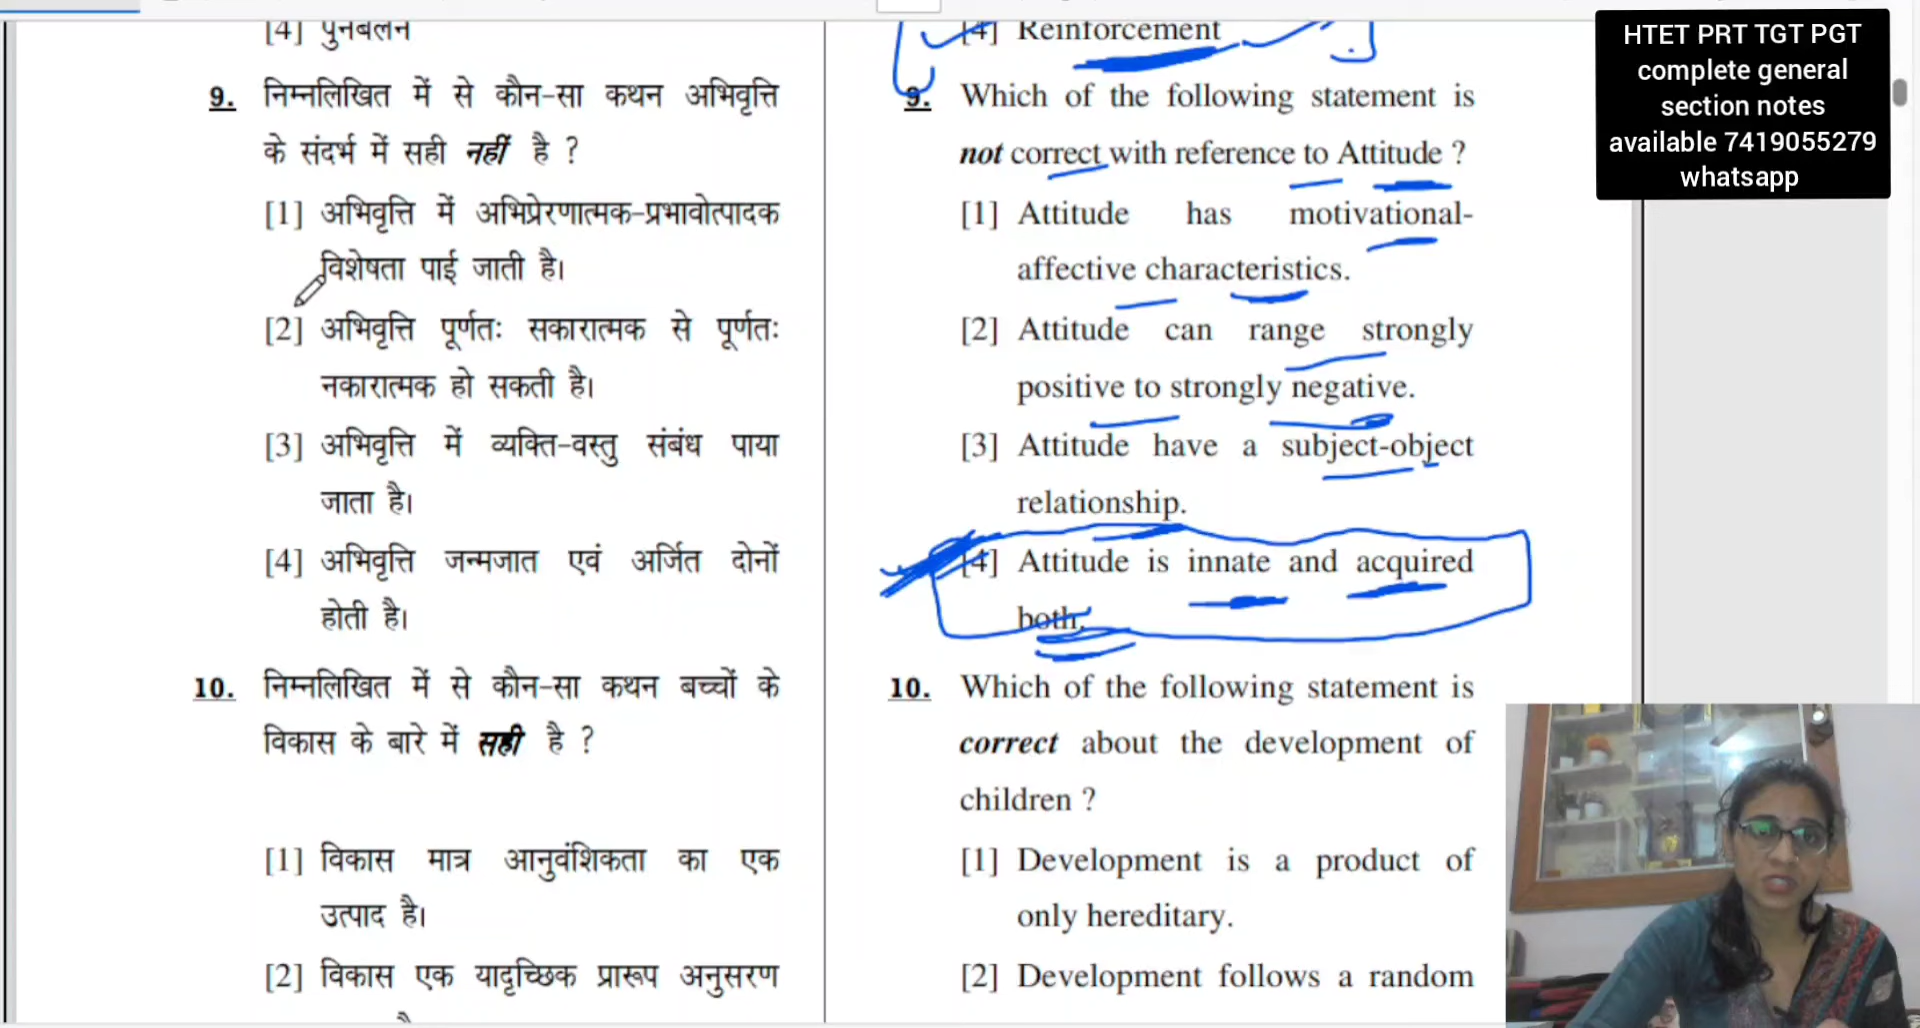 [4] पुनर्बलन
9. निम्नलिखित में से कौन-सा कथन अभिवृत्ति
के संदर्भ में सही नहीं है ?
[1] अभिवृत्ति में अभिप्रेरणात्मक-प्रभावोत्पादक
विशेषता पाई जाती है।
[2] अभिवृत्ति पूर्णतः सकारात्मक से पूर्णतः
नकारात्मक हो सकती है।
[3] अभिवृत्ति में व्यक्ति-वस्तु संबंध पाया
जाता है।
[4] अभिवृत्ति जन्मजात एवं अर्जित दोनों
होती है।
10. निम्नलिखित में से कौन-सा कथन बच्चों के
विकास के बारे में सही है ?
[1] विकास मात्र आनुवंशिकता का एक
उत्पाद है।
[2] विकास एक यादृच्छिक प्रारूप अनुसरण
[4] Reinforcement
9. Which of the following statement is
not correct with reference to Attitude ?
[1] Attitude has motivational-
affective characteristics.
[2] Attitude can range strongly
positive to strongly negative.
[3] Attitude have a subject-object
relationship.
[4] Attitude is innate and acquired
both.
10. Which of the following statement is
correct about the development of
children ?
[1] Development is a product of
only hereditary.
[2] Development follows a random
HTET PRT TGT PGT
complete general
section notes
available 7419055279
whatsapp